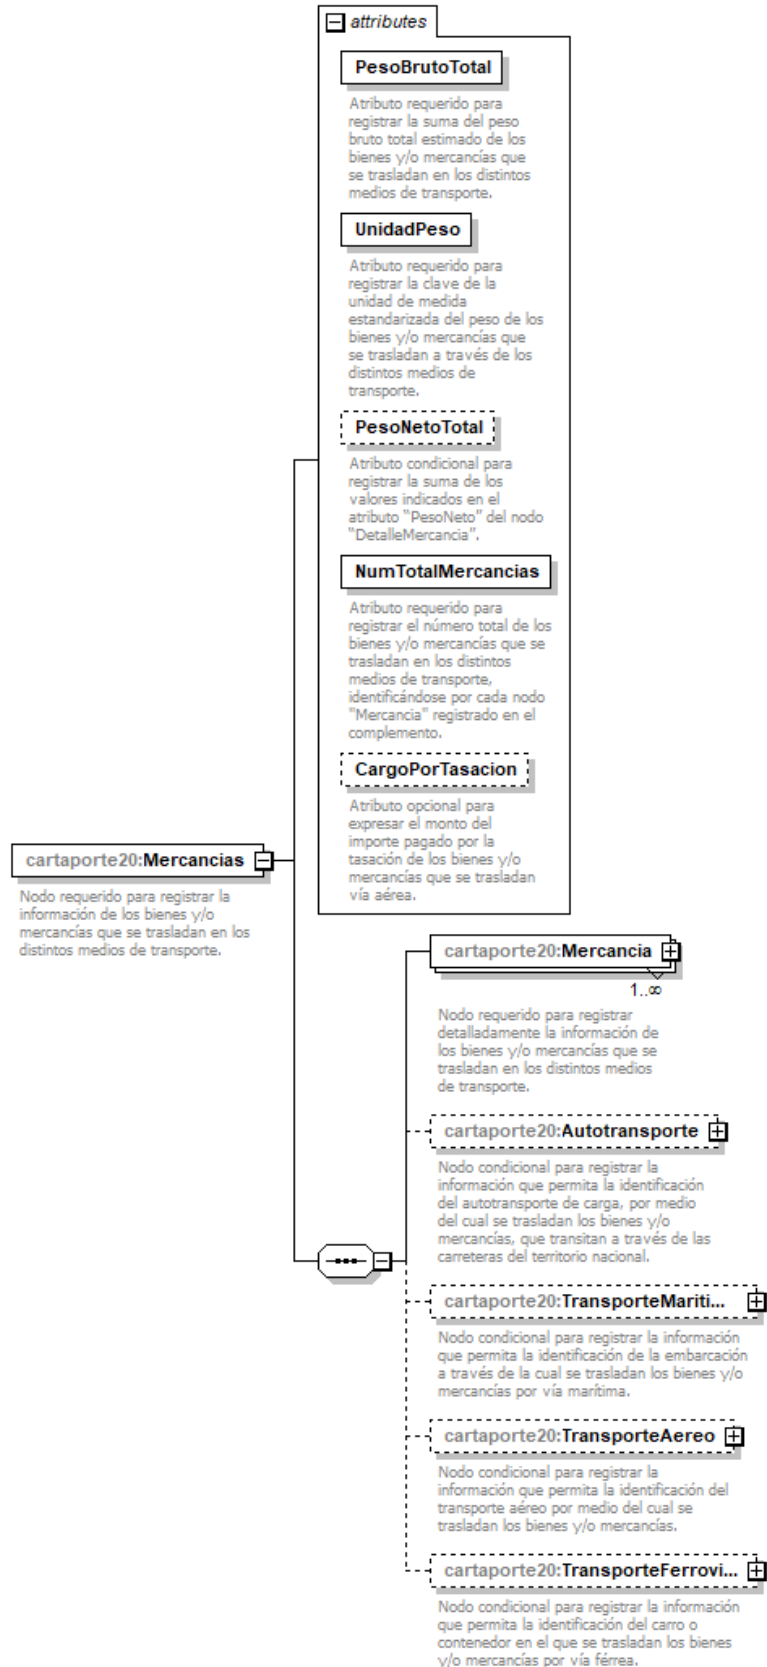 attributes
PesoBrutoTotal
Atributo requerido para
registrar la suma del peso
bruto total estimado de los
bienes y/o mercancías que
se trasladan en los distintos
medios de transporte.
UnidadPeso
Atributo requerido para
registrar la clave de la
unidad de medida
estandarizada del peso de los
bienes y/o mercancías que
se trasladan a través de los
distintos medios de
transporte.
PesoNetoTotal
Atributo condicional para
registrar la suma de los
valores indicados en el
atributo “PesoNeto” del nodo
“DetalleMercancia”.
NumTotalMercancias
Atributo requerido para
registrar el número total de los
bienes y/o mercancías que se
trasladan en los distintos
medios de transporte,
identificándose por cada nodo
"Mercancia" registrado en el
complemento.
CargoPorTasacion
Atributo opcional para
expresar el monto del
importe pagado por la
tasación de los bienes y/o
mercancías que se trasladan
vía aérea.
cartaporte20:Mercancias
Nodo requerido para registrar la
información de los bienes y/o
mercancías que se trasladan en los
distintos medios de transporte.
cartaporte20:Mercancia
1..∞
Nodo requerido para registrar
detalladamente la información de
los bienes y/o mercancías que se
trasladan en los distintos medios
de transporte.
cartaporte20:Autotransporte
Nodo condicional para registrar la
información que permita la identificación
del autotransporte de carga, por medio
del cual se trasladan los bienes y/o
mercancías, que transitan a través de las
carreteras del territorio nacional.
cartaporte20:TransporteMariti...
Nodo condicional para registrar la información
que permita la identificación de la embarcación
a través de la cual se trasladan los bienes y/o
mercancías por vía marítima.
cartaporte20:TransporteAereo
Nodo condicional para registrar la
información que permita la identificación del
transporte aéreo por medio del cual se
trasladan los bienes y/o mercancías.
cartaporte20:TransporteFerrovi...
Nodo condicional para registrar la información
que permita la identificación del carro o
contenedor en el que se trasladan los bienes
y/o mercancías por vía férrea.